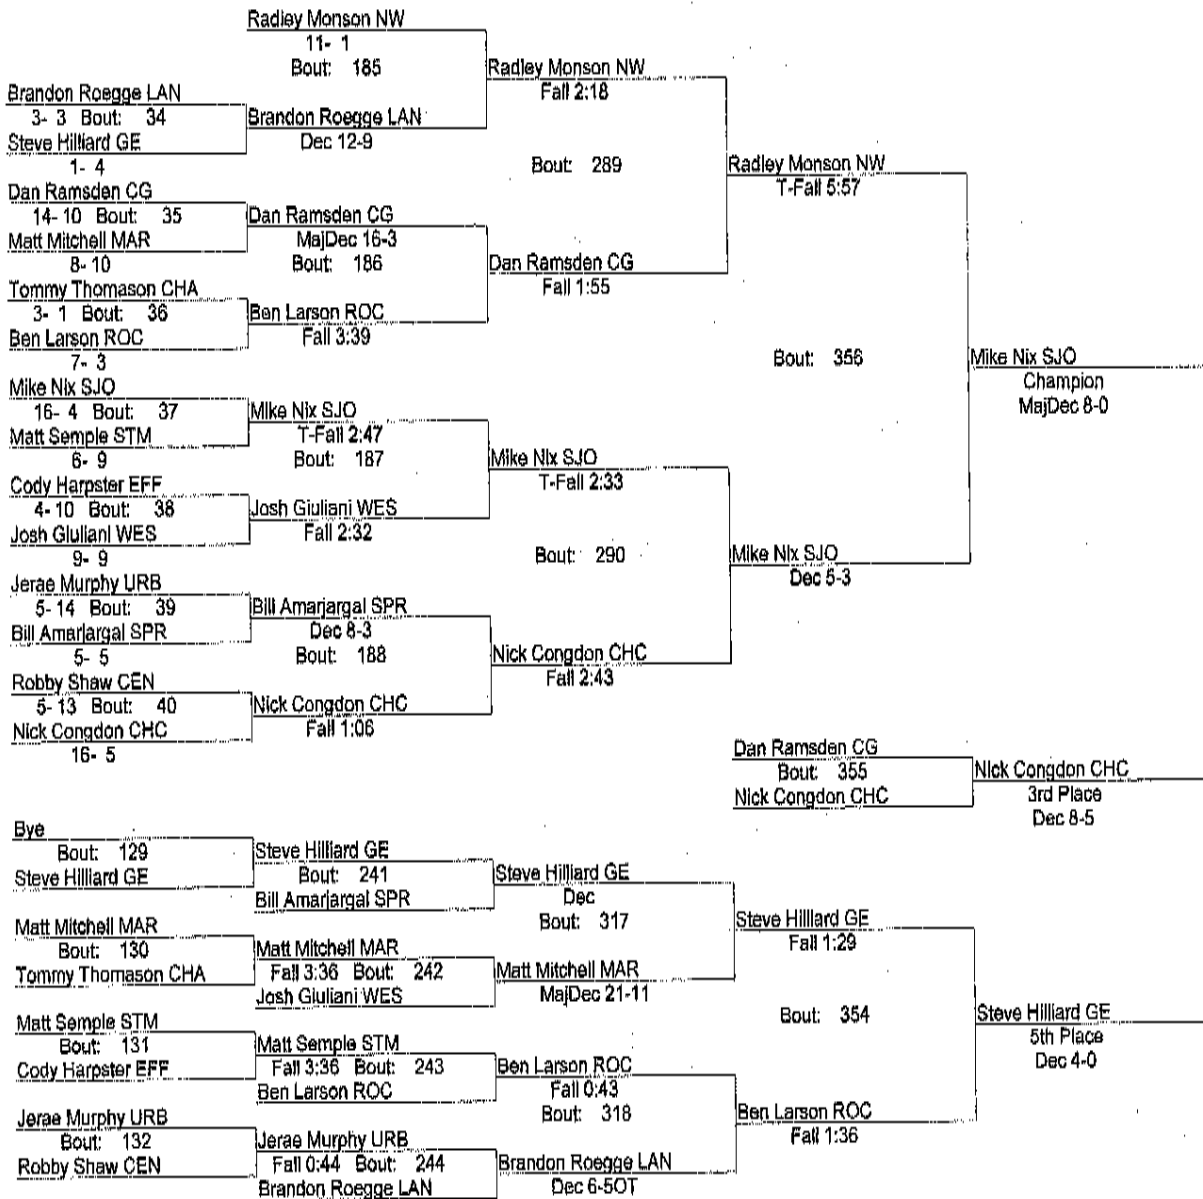 Radley Monson NW
11- 1
Bout: 185
Radley Monson NW
Fall 2:18
Brandon Roegge LAN
3- 3 Bout: 34
Steve Hilliard GE
1- 4
Brandon Roegge LAN
Dec 12-9
Bout: 289
Radley Monson NW
T-Fall 5:57
Dan Ramsden CG
14- 10 Bout: 35
Matt Mitchell MAR
8- 10
Dan Ramsden CG
MajDec 16-3
Bout: 186
Dan Ramsden CG
Fall 1:55
Tommy Thomason CHA
3- 1 Bout: 36
Ben Larson ROC
7- 3
Ben Larson ROC
Fall 3:39
Bout: 356
Mike Nix SJO
Champion
MajDec 8-0
Mike Nix SJO
16- 4 Bout: 37
Matt Semple STM
6- 9
Mike Nix SJO
T-Fall 2:47
Bout: 187
Mike Nix SJO
T-Fall 2:33
Cody Harpster EFF
4- 10 Bout: 38
Josh Giuliani WES
9- 9
Josh Giuliani WES
Fall 2:32
Bout: 290
Mike Nix SJO
Dec 5-3
Jerae Murphy URB
5- 14 Bout: 39
Bill Amarjargal SPR
5- 5
Bill Amarjargal SPR
Dec 8-3
Bout: 188
Nick Congdon CHC
Fall 2:43
Robby Shaw CEN
5- 13 Bout: 40
Nick Congdon CHC
16- 5
Nick Congdon CHC
Fall 1:06
Dan Ramsden CG
Bout: 355
Nick Congdon CHC
Nick Congdon CHC
3rd Place
Dec 8-5
Bye
Bout: 129
Steve Hilliard GE
Steve Hilliard GE
Bout: 241
Bill Amarjargal SPR
Steve Hilliard GE
Dec
Bout: 317
Steve Hilliard GE
Fall 1:29
Matt Mitchell MAR
Bout: 130
Tommy Thomason CHA
Matt Mitchell MAR
Fall 3:36 Bout: 242
Josh Giuliani WES
Matt Mitchell MAR
MajDec 21-11
Bout: 354
Steve Hilliard GE
5th Place
Dec 4-0
Matt Semple STM
Bout: 131
Cody Harpster EFF
Matt Semple STM
Fall 3:36 Bout: 243
Ben Larson ROC
Ben Larson ROC
Fall 0:43
Bout: 318
Ben Larson ROC
Fall 1:36
Jerae Murphy URB
Bout: 132
Robby Shaw CEN
Jerae Murphy URB
Fall 0:44 Bout: 244
Brandon Roegge LAN
Brandon Roegge LAN
Dec 6-5OT